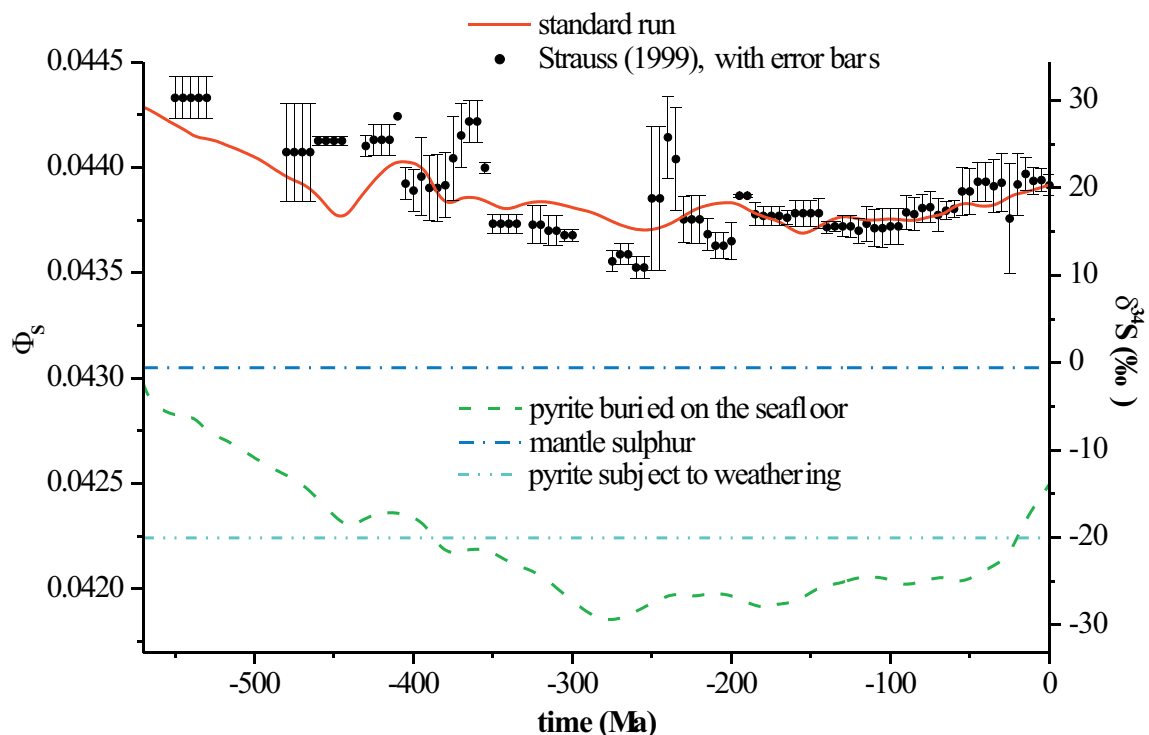 standard run
Strauss (1999), with error bars
0.0445
0.0440
0.0435
0.0430
0.0425
0.0420
Φs
30
20
10
0
-10
-20
-30
δ³⁴S (‰)
pyrite buried on the seafloor
mantle sulphur
pyrite subject to weathering
-500
-400
-300
-200
-100
0
time (Ma)